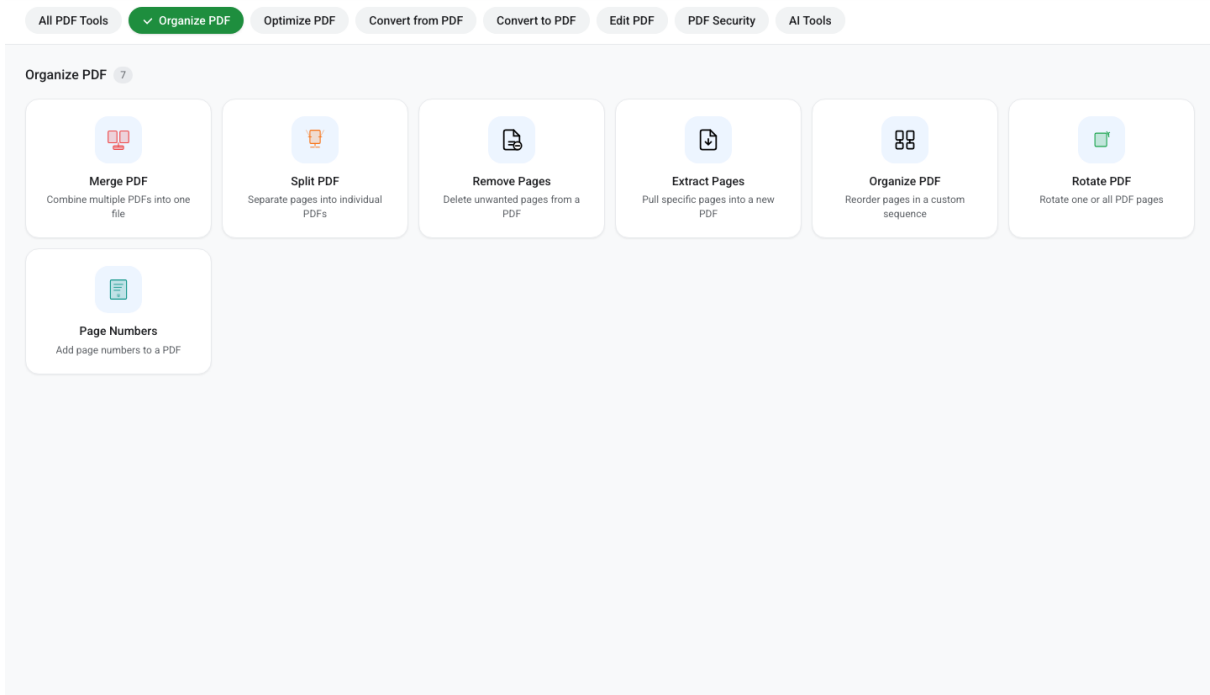 All PDF Tools
Organize PDF
Optimize PDF
Convert from PDF
Convert to PDF
Edit PDF
PDF Security
AI Tools
Organize PDF 7
Merge PDF
Combine multiple PDFs into one
file
Split PDF
Separate pages into individual
PDFs
Remove Pages
Delete unwanted pages from a
PDF
Extract Pages
Pull specific pages into a new
PDF
Organize PDF
Reorder pages in a custom
sequence
Rotate PDF
Rotate one or all PDF pages
Page Numbers
Add page numbers to a PDF